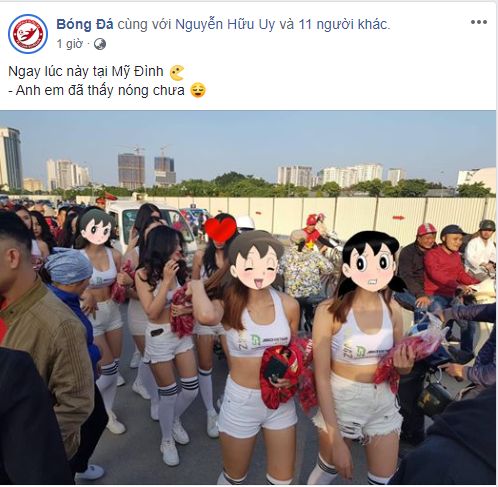 Bóng Đá cùng với Nguyễn Hữu Uy và 11 người khác.
1 giờ ·
Ngay lúc này tại Mỹ Đình
- Anh em đã thấy nóng chưa